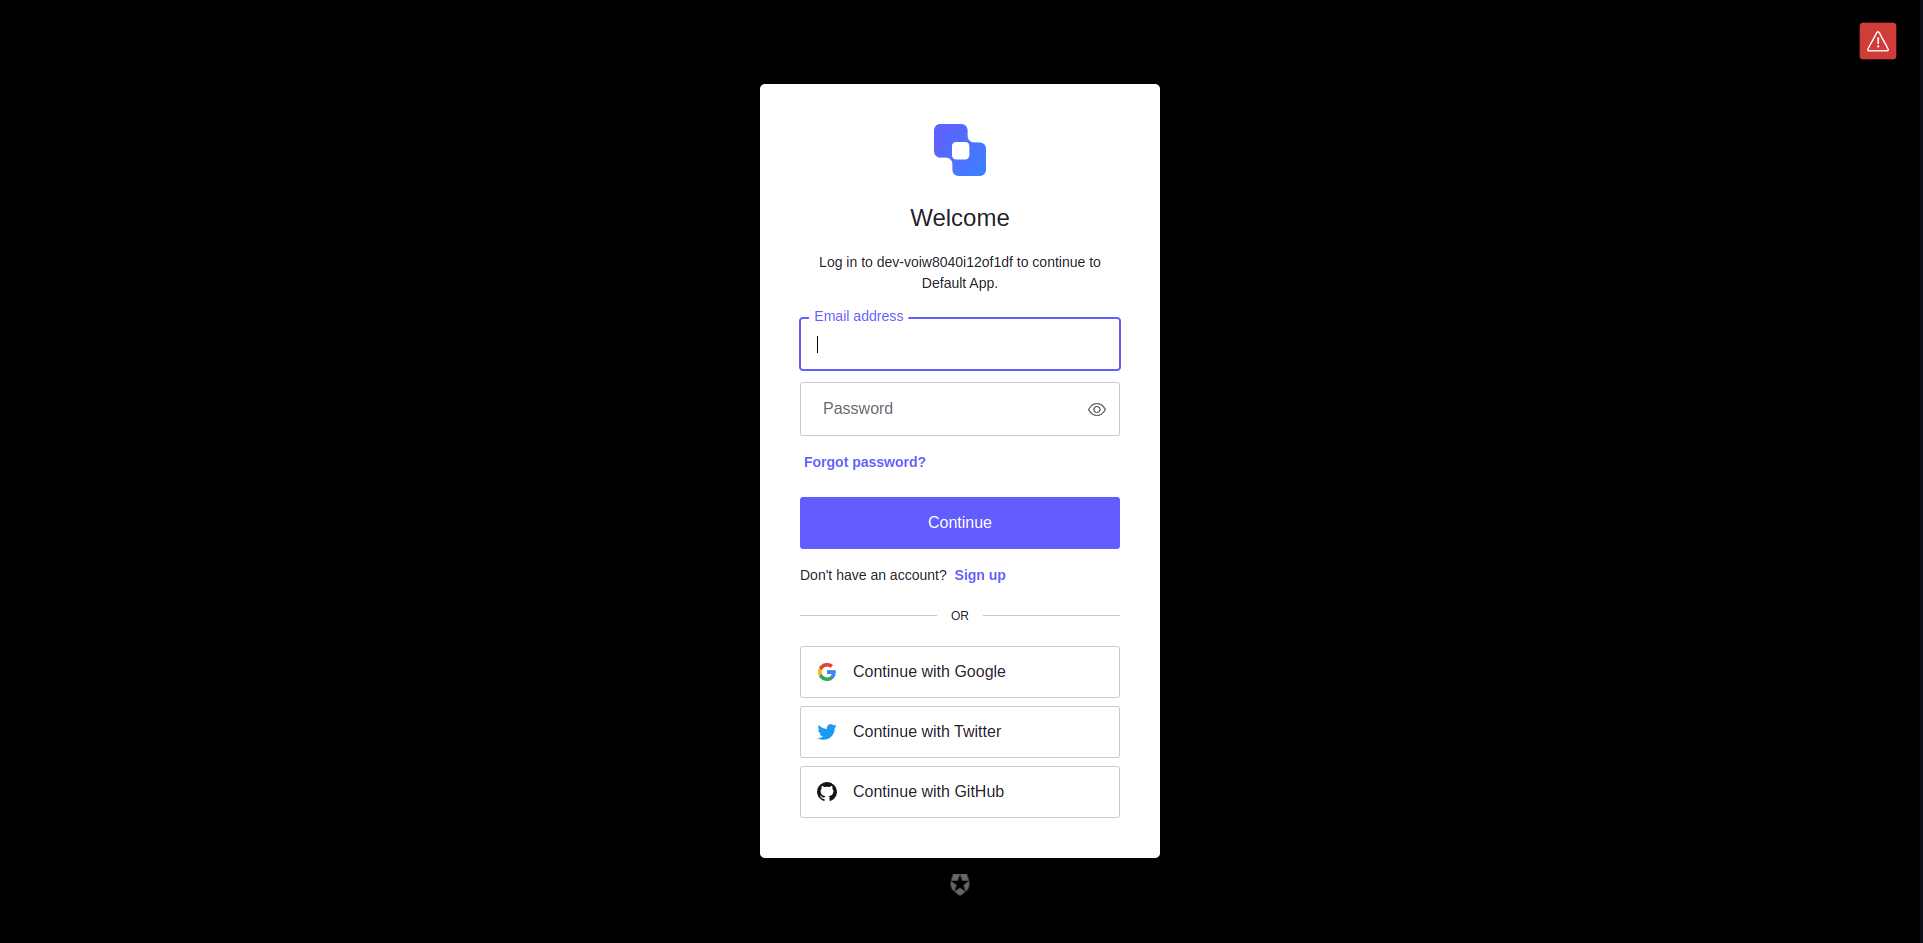 Welcome
Log in to dev-voiw8040i12of1df to continue to
Default App.
Email address
Password
Forgot password?
Continue
Don't have an account? Sign up
OR
Continue with Google
Continue with Twitter
Continue with GitHub